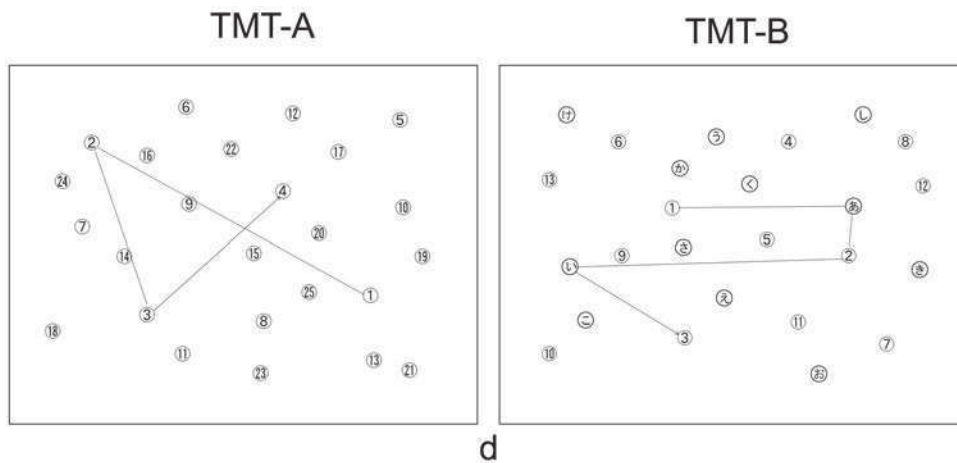 TMT-A
⑥
⑫
⑤
②
⑯
㉒
⑰
㉔
④
⑨
⑩
⑦
⑳
⑭
⑮
⑲
㉕
①
③
⑧
⑱
⑪
⑬
㉓
㉑
TMT-B
け
し
う
⑥
④
⑧
か
⑬
く
⑫
①
あ
⑤
さ
⑨
②
い
き
え
こ
⑪
③
⑦
⑩
お
d